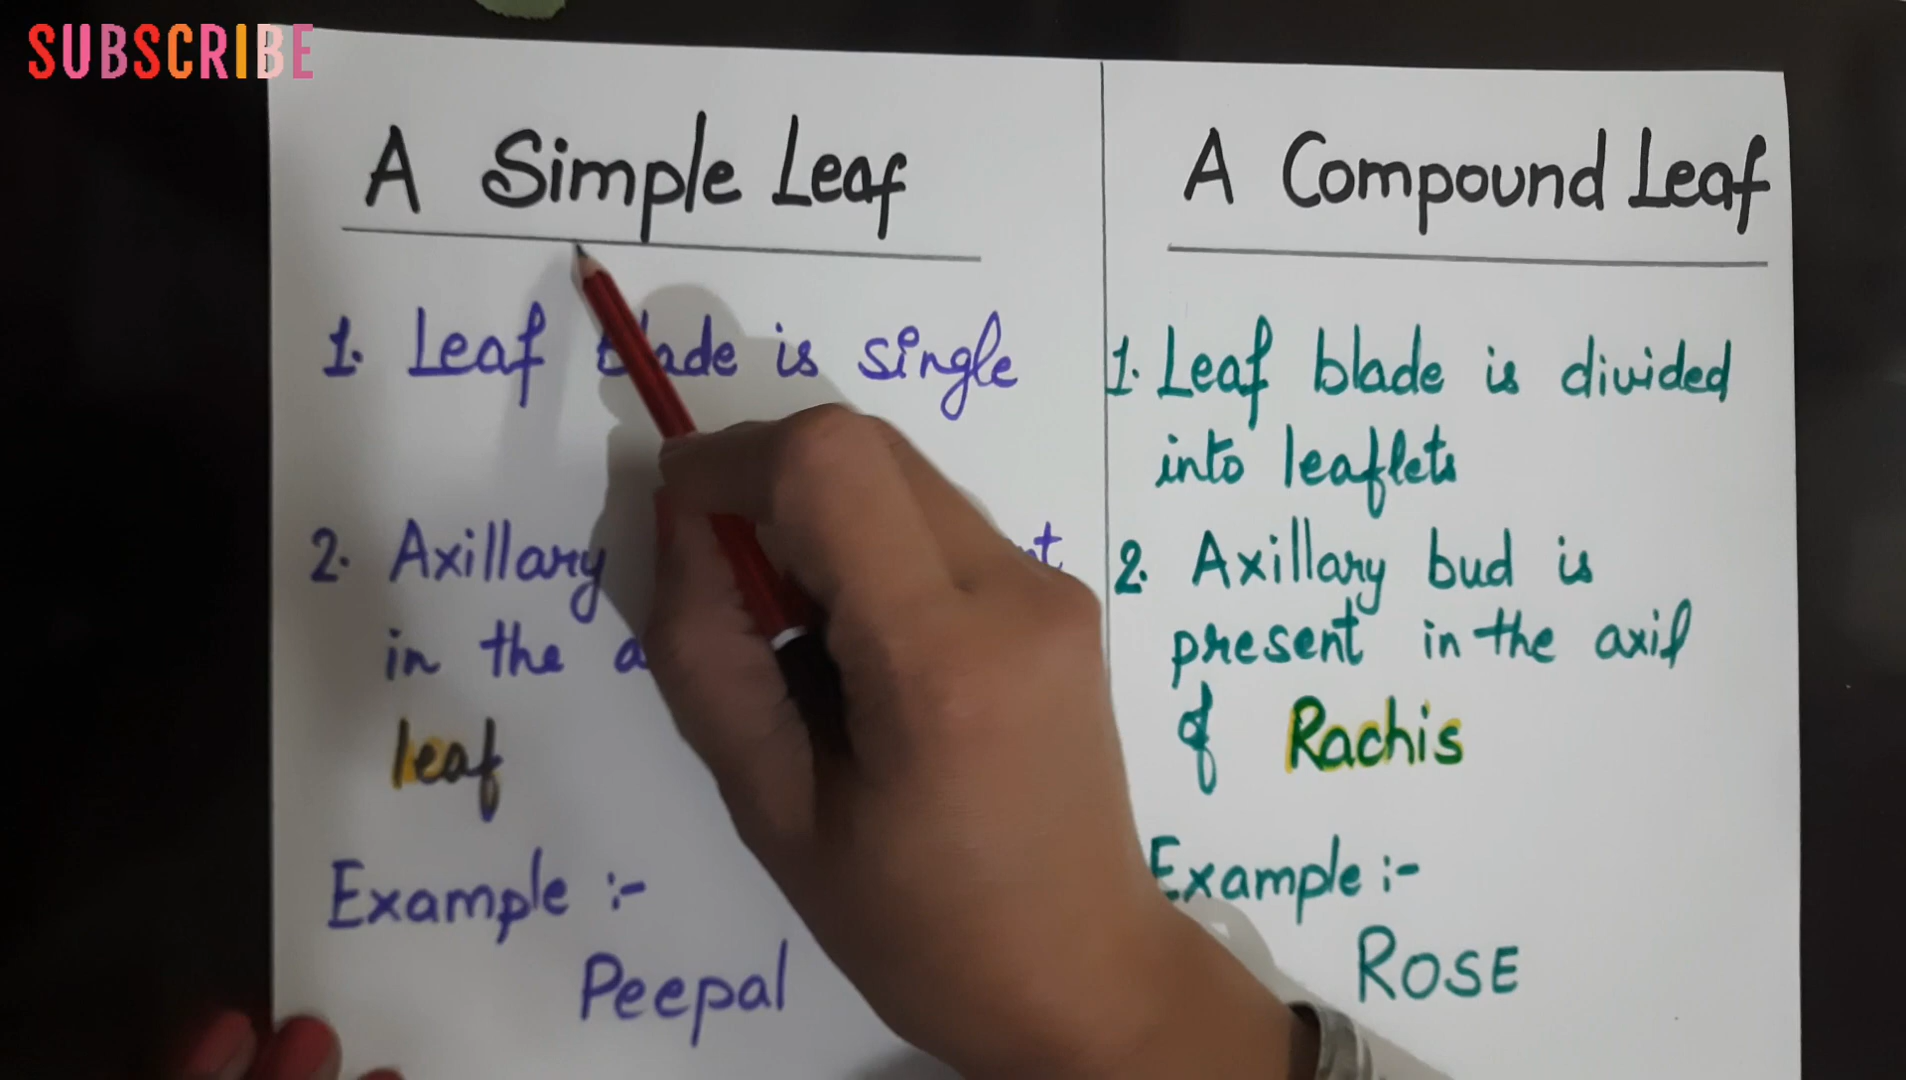 SUBSCRIBE
A Simple Leaf
1. Leaf blade is single
2. Axillary
in the
leaf
Example :-
Peepal
A Compound Leaf
1. Leaf blade is divided
into leaflets
2. Axillary bud is
present in the axil
of Rachis
Example :-
ROSE